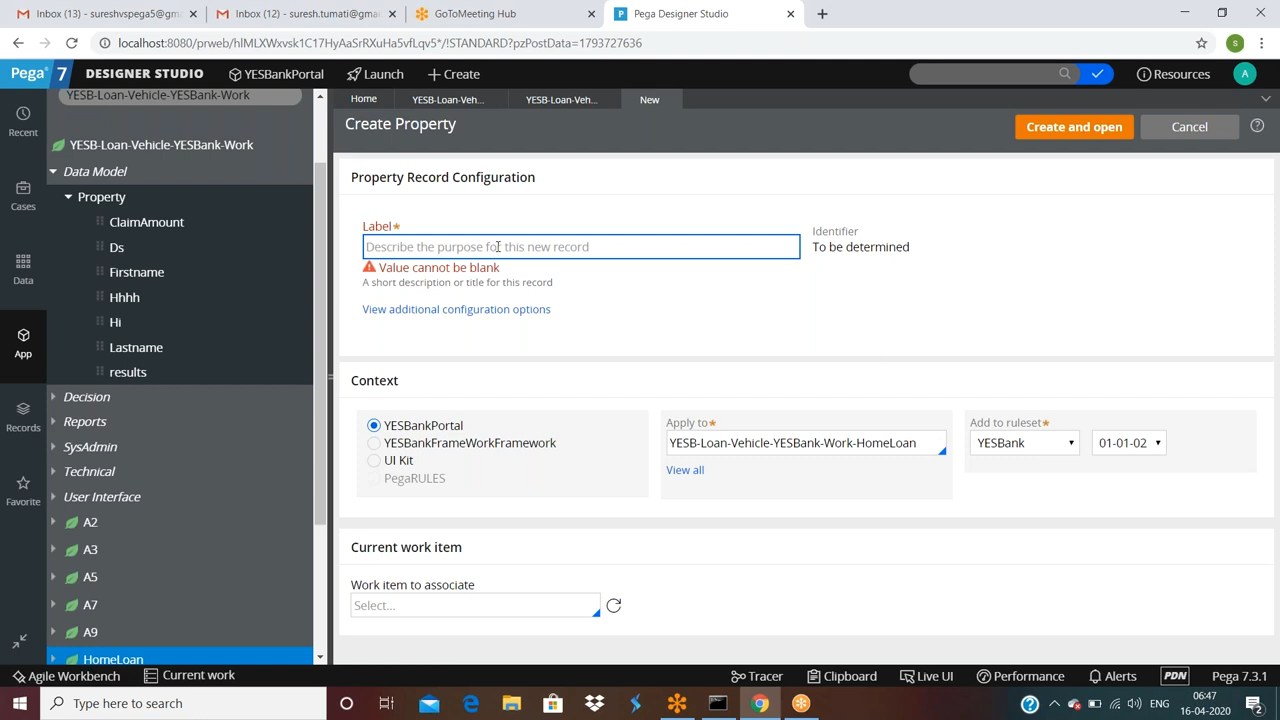 Inbox (13) - sureshvspega5@gm
Inbox (12) - suresh.tumati@gmai
GoToMeeting Hub
Pega Designer Studio
localhost:8080/prweb/hlMLXWxvsk1C17HyAaSrRXuHa5vfLqv5*/!STANDARD?pzPostData=1793727636
S
Pega 7 DESIGNER STUDIO YESBankPortal Launch Create Resources A
YESB-Loan-Vehicle-YESBank-Work
Home YESB-Loan-Veh... YESB-Loan-Veh... New
Recent
Create Property
Create and open
Cancel
YESB-Loan-Vehicle-YESBank-Work
Data Model
Property
ClaimAmount
Ds
Firstname
Hhhh
Hi
Lastname
results
Decision
Reports
SysAdmin
Technical
User Interface
A2
A3
A5
A7
A9
HomeLoan
Cases
Data
App
Records
Favorite
Property Record Configuration
Label*
Describe the purpose for this new record
Value cannot be blank
A short description or title for this record
View additional configuration options
Identifier
To be determined
Context
YESBankPortal
YESBankFrameWorkFramework
UI Kit
PegaRULES
Apply to*
YESB-Loan-Vehicle-YESBank-Work-HomeLoan
View all
Add to ruleset*
YESBank 01-01-02
Current work item
Work item to associate
Select...
Agile Workbench Current work Tracer Clipboard Live UI Performance Alerts PDN Pega 7.3.1
Type here to search
ENG
06:47
16-04-2020
2